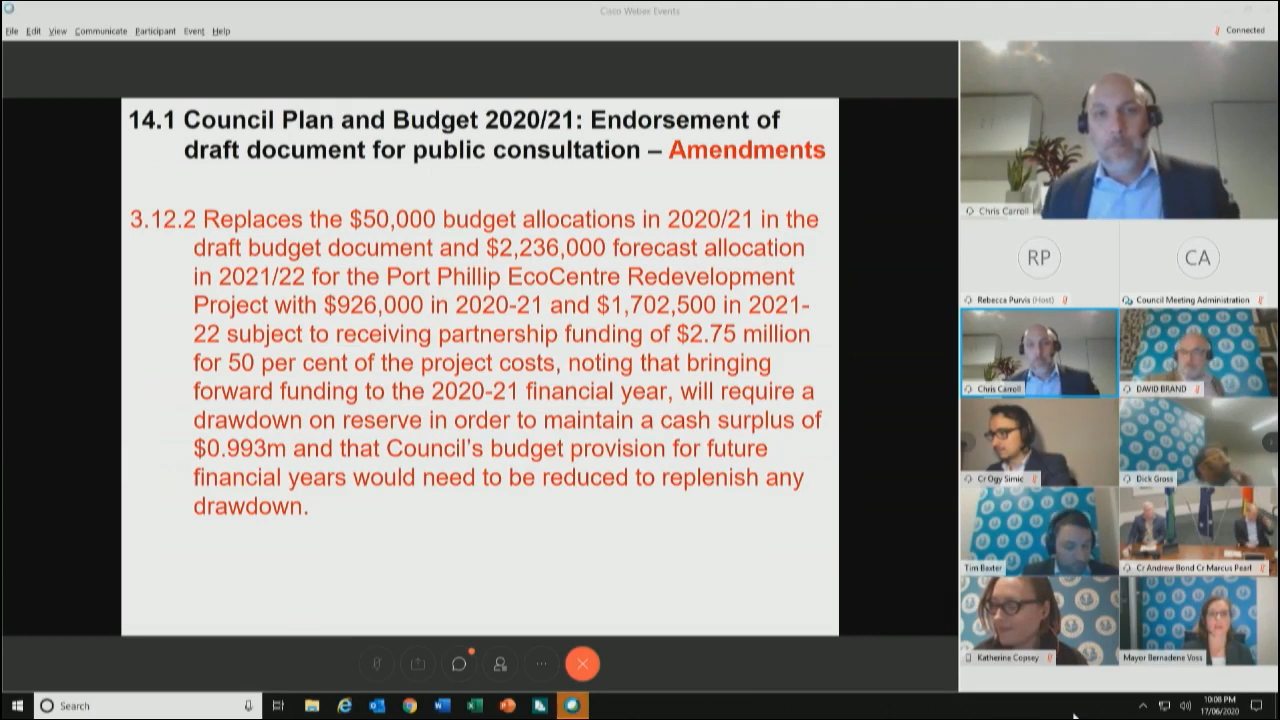 Cisco Webex Events
File Edit View Communicate Participant Event Help
Connected
14.1 Council Plan and Budget 2020/21: Endorsement of
draft document for public consultation – Amendments
3.12.2 Replaces the $50,000 budget allocations in 2020/21 in the
draft budget document and $2,236,000 forecast allocation
in 2021/22 for the Port Phillip EcoCentre Redevelopment
Project with $926,000 in 2020-21 and $1,702,500 in 2021-
22 subject to receiving partnership funding of $2.75 million
for 50 per cent of the project costs, noting that bringing
forward funding to the 2020-21 financial year, will require a
drawdown on reserve in order to maintain a cash surplus of
$0.993m and that Council's budget provision for future
financial years would need to be reduced to replenish any
drawdown.
Chris Carroll
RP
CA
Rebecca Purvis (Host)
Council Meeting Administration
Chris Carroll
DAVID BRAND
Cr Ogy Simic
Dick Gross
Tim Baxter
Cr Andrew Bond Cr Marcus Pearl
Katherine Copsey
Mayor Bernadene Voss
Search
10:08 PM
17/06/2020